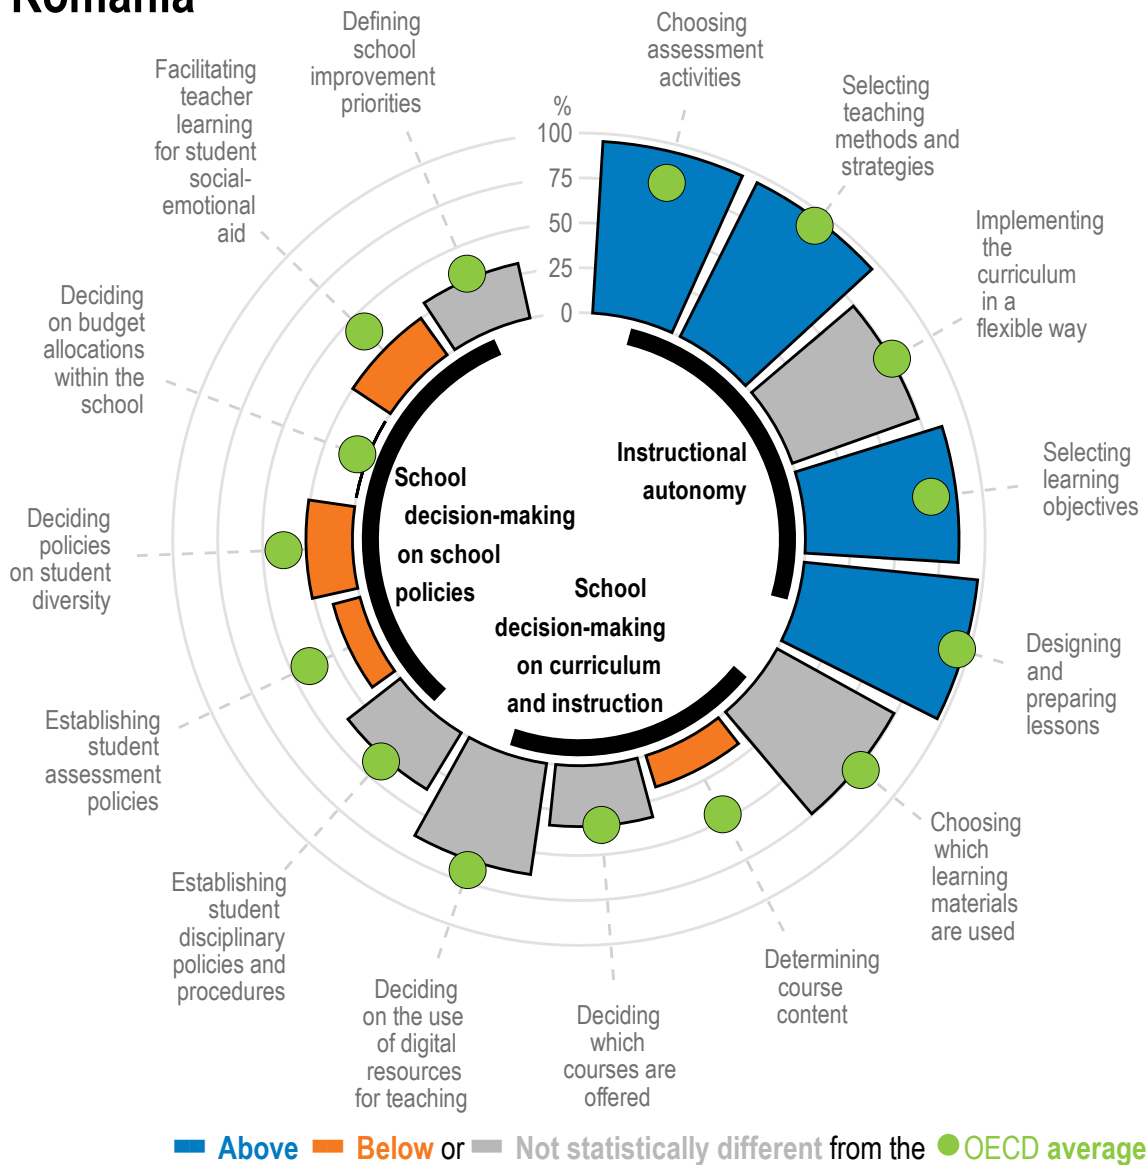 Romania
Defining
school
improvement
priorities
Choosing
assessment
activities
Facilitating
teacher
learning
for student
social-
emotional
aid
Selecting
teaching
methods and
strategies
%
100
75
50
25
0
Implementing
the
curriculum
in a
flexible way
Deciding
on budget
allocations
within the
school
Selecting
learning
objectives
Instructional
autonomy
School
decision-making
on school
policies
School
decision-making
on curriculum
and instruction
Deciding
policies
on student
diversity
Designing
and
preparing
lessons
Establishing
student
assessment
policies
Choosing
which
learning
materials
are used
Establishing
student
disciplinary
policies and
procedures
Determining
course
content
Deciding
on the use
of digital
resources
for teaching
Deciding
which
courses are
offered
Above Below or Not statistically different from the OECD average